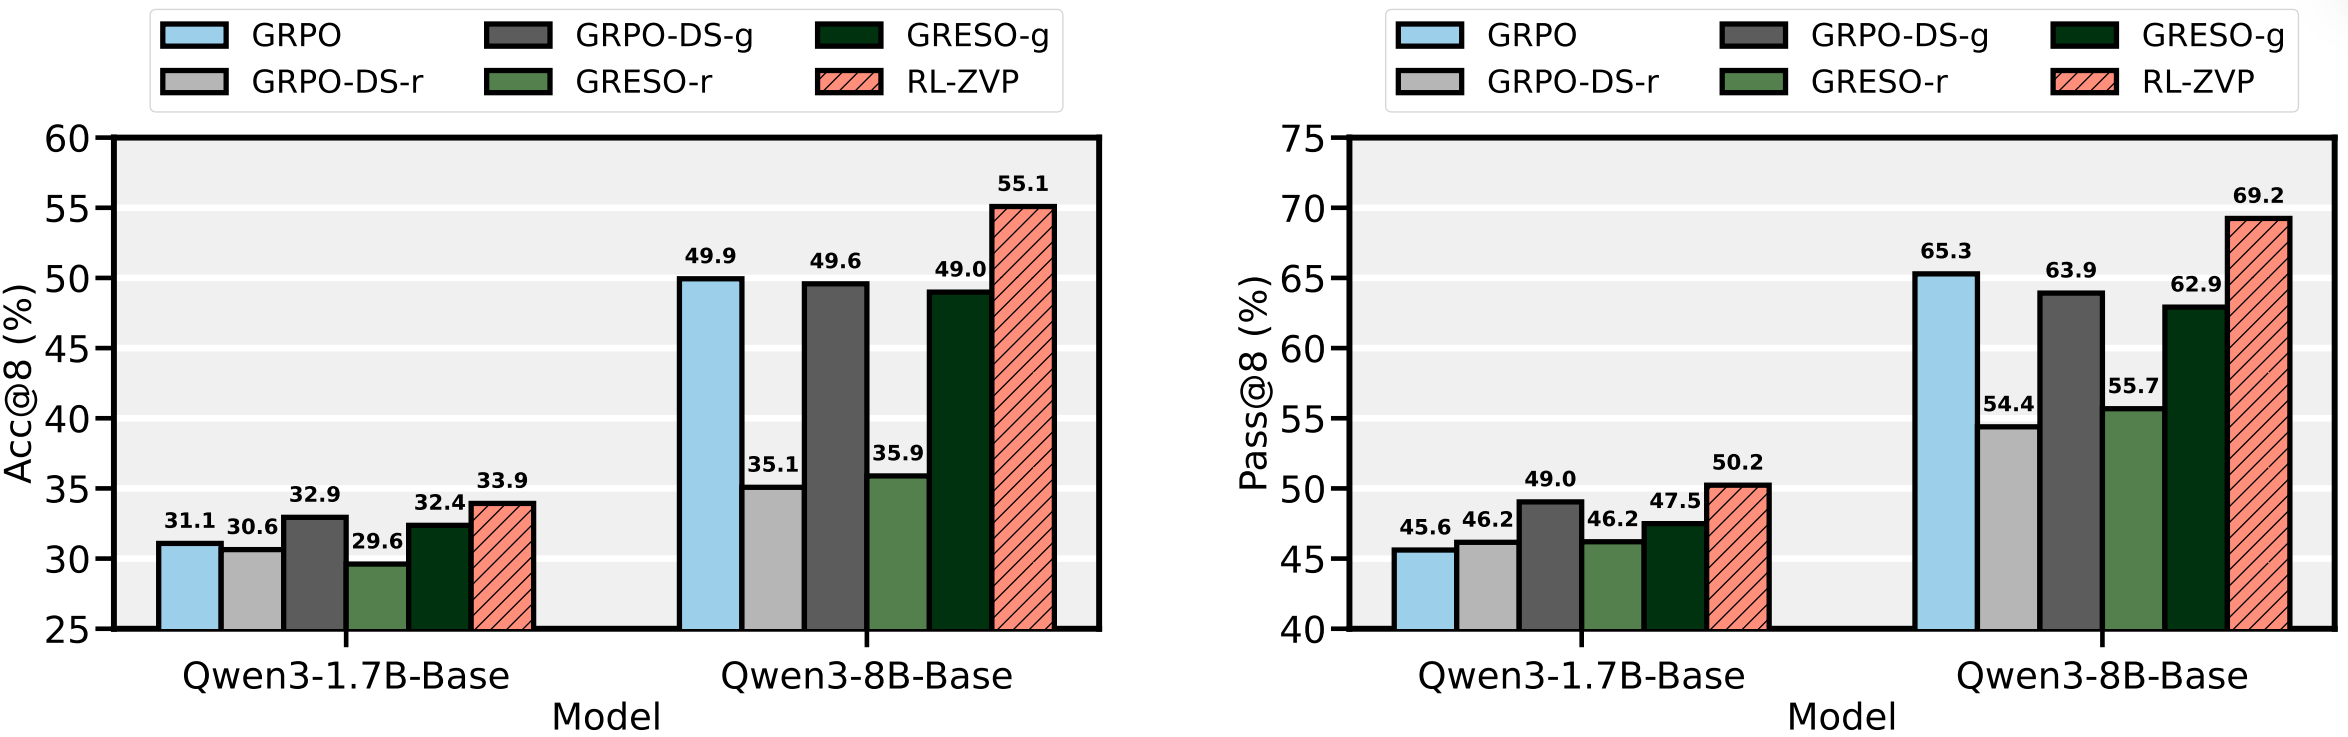 GRPO GRPO-DS-g GRESO-g
GRPO-DS-r GRESO-r RL-ZVP
60
55
50
45
40
35
30
25
Acc@8 (%)
31.1 30.6 32.9 29.6 32.4 33.9
49.9 35.1 49.6 35.9 49.0 55.1
Qwen3-1.7B-Base Qwen3-8B-Base
Model
GRPO GRPO-DS-g GRESO-g
GRPO-DS-r GRESO-r RL-ZVP
75
70
65
60
55
50
45
40
Pass@8 (%)
45.6 46.2 49.0 46.2 47.5 50.2
65.3 54.4 63.9 55.7 62.9 69.2
Qwen3-1.7B-Base Qwen3-8B-Base
Model